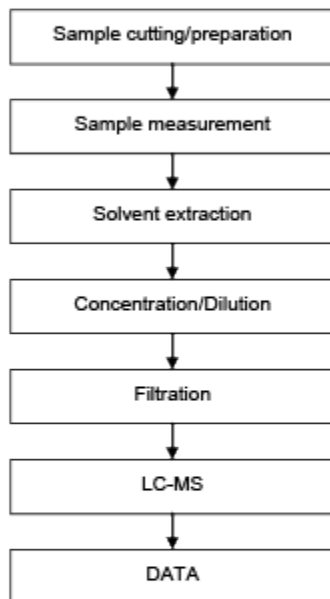 Sample cutting/preparation
Sample measurement
Solvent extraction
Concentration/Dilution
Filtration
LC-MS
DATA